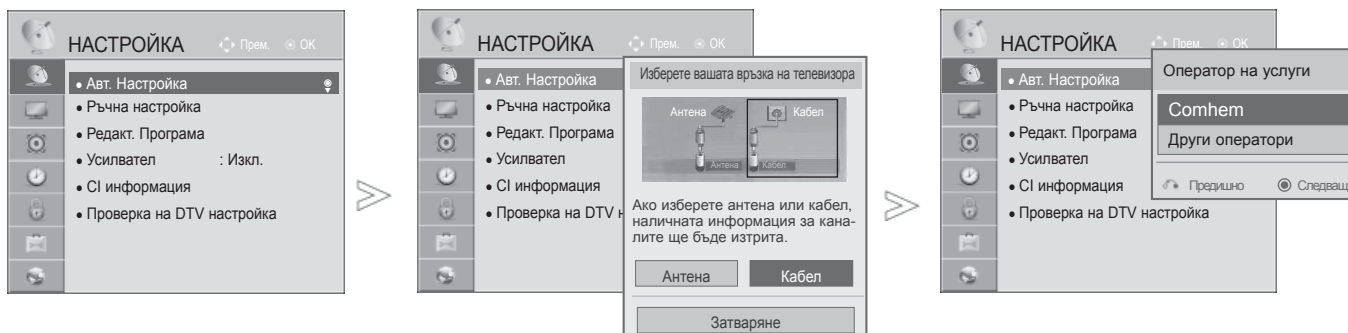 НАСТРОЙКА
Прем. OK
• Авт. Настройка
• Ръчна настройка
• Редакт. Програма
• Усилвател : Изкл.
• CI информация
• Проверка на DTV настройка
НАСТРОЙКА
Прем. OK
• Авт. Настройка
• Ръчна настройка
• Редакт. Програма
• Усилвател
• CI информация
• Проверка на DTV н
Изберете вашата връзка на телевизора
Антена Кабел
Антена Кабел
Ако изберете антена или кабел,
наличната информация за кана-
лите ще бъде изтрита.
Антена Кабел
Затваряне
НАСТРОЙКА
Прем. OK
• Авт. Настройка
• Ръчна настройка
• Редакт. Програма
• Усилвател
• CI информация
• Проверка на DTV настройка
Оператор на услуги
Comhem
Други оператори
Предишно Следващ